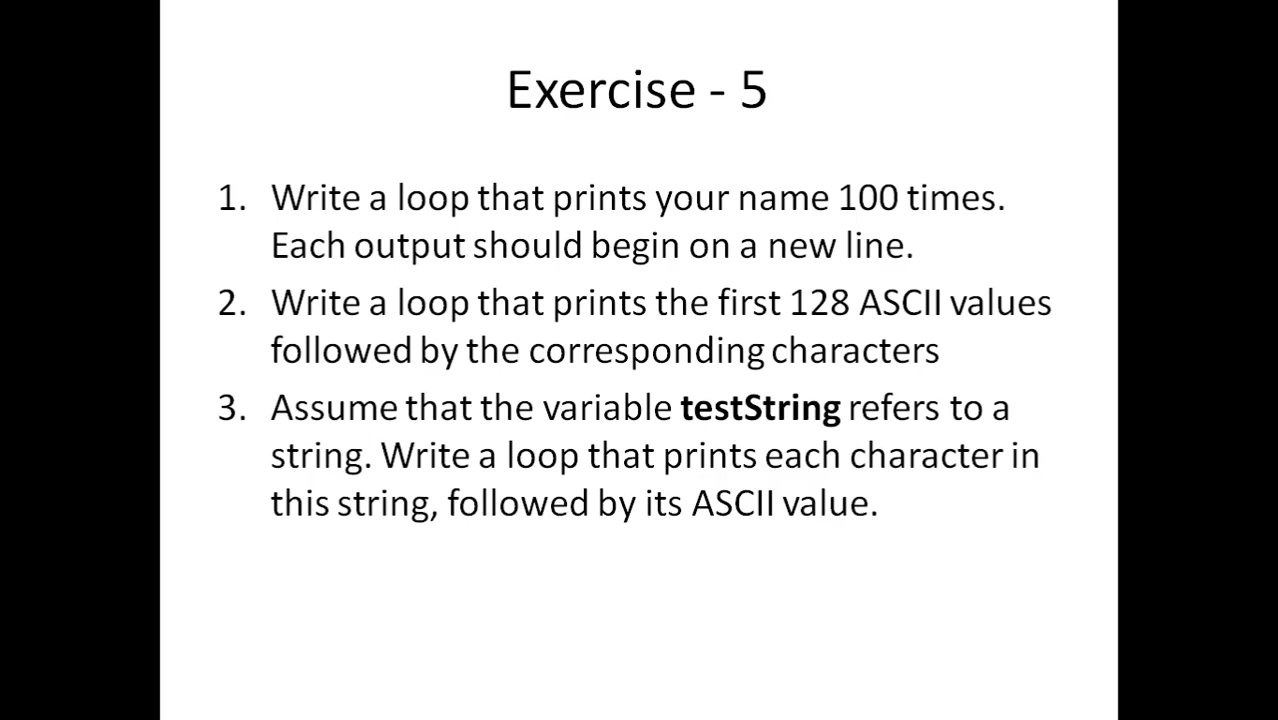 Exercise - 5
1. Write a loop that prints your name 100 times.
Each output should begin on a new line.
2. Write a loop that prints the first 128 ASCII values
followed by the corresponding characters
3. Assume that the variable testString refers to a
string. Write a loop that prints each character in
this string, followed by its ASCII value.